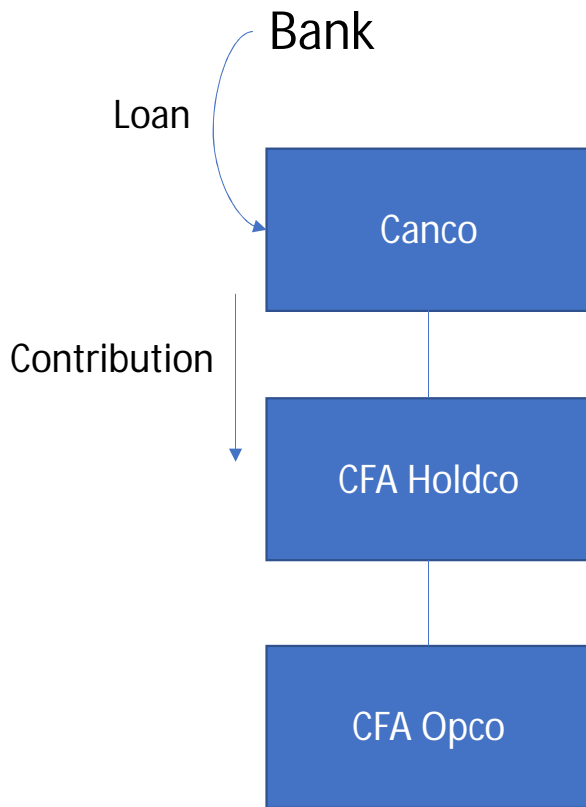 Bank
Loan
Canco
Contribution
CFA Holdco
CFA Opco